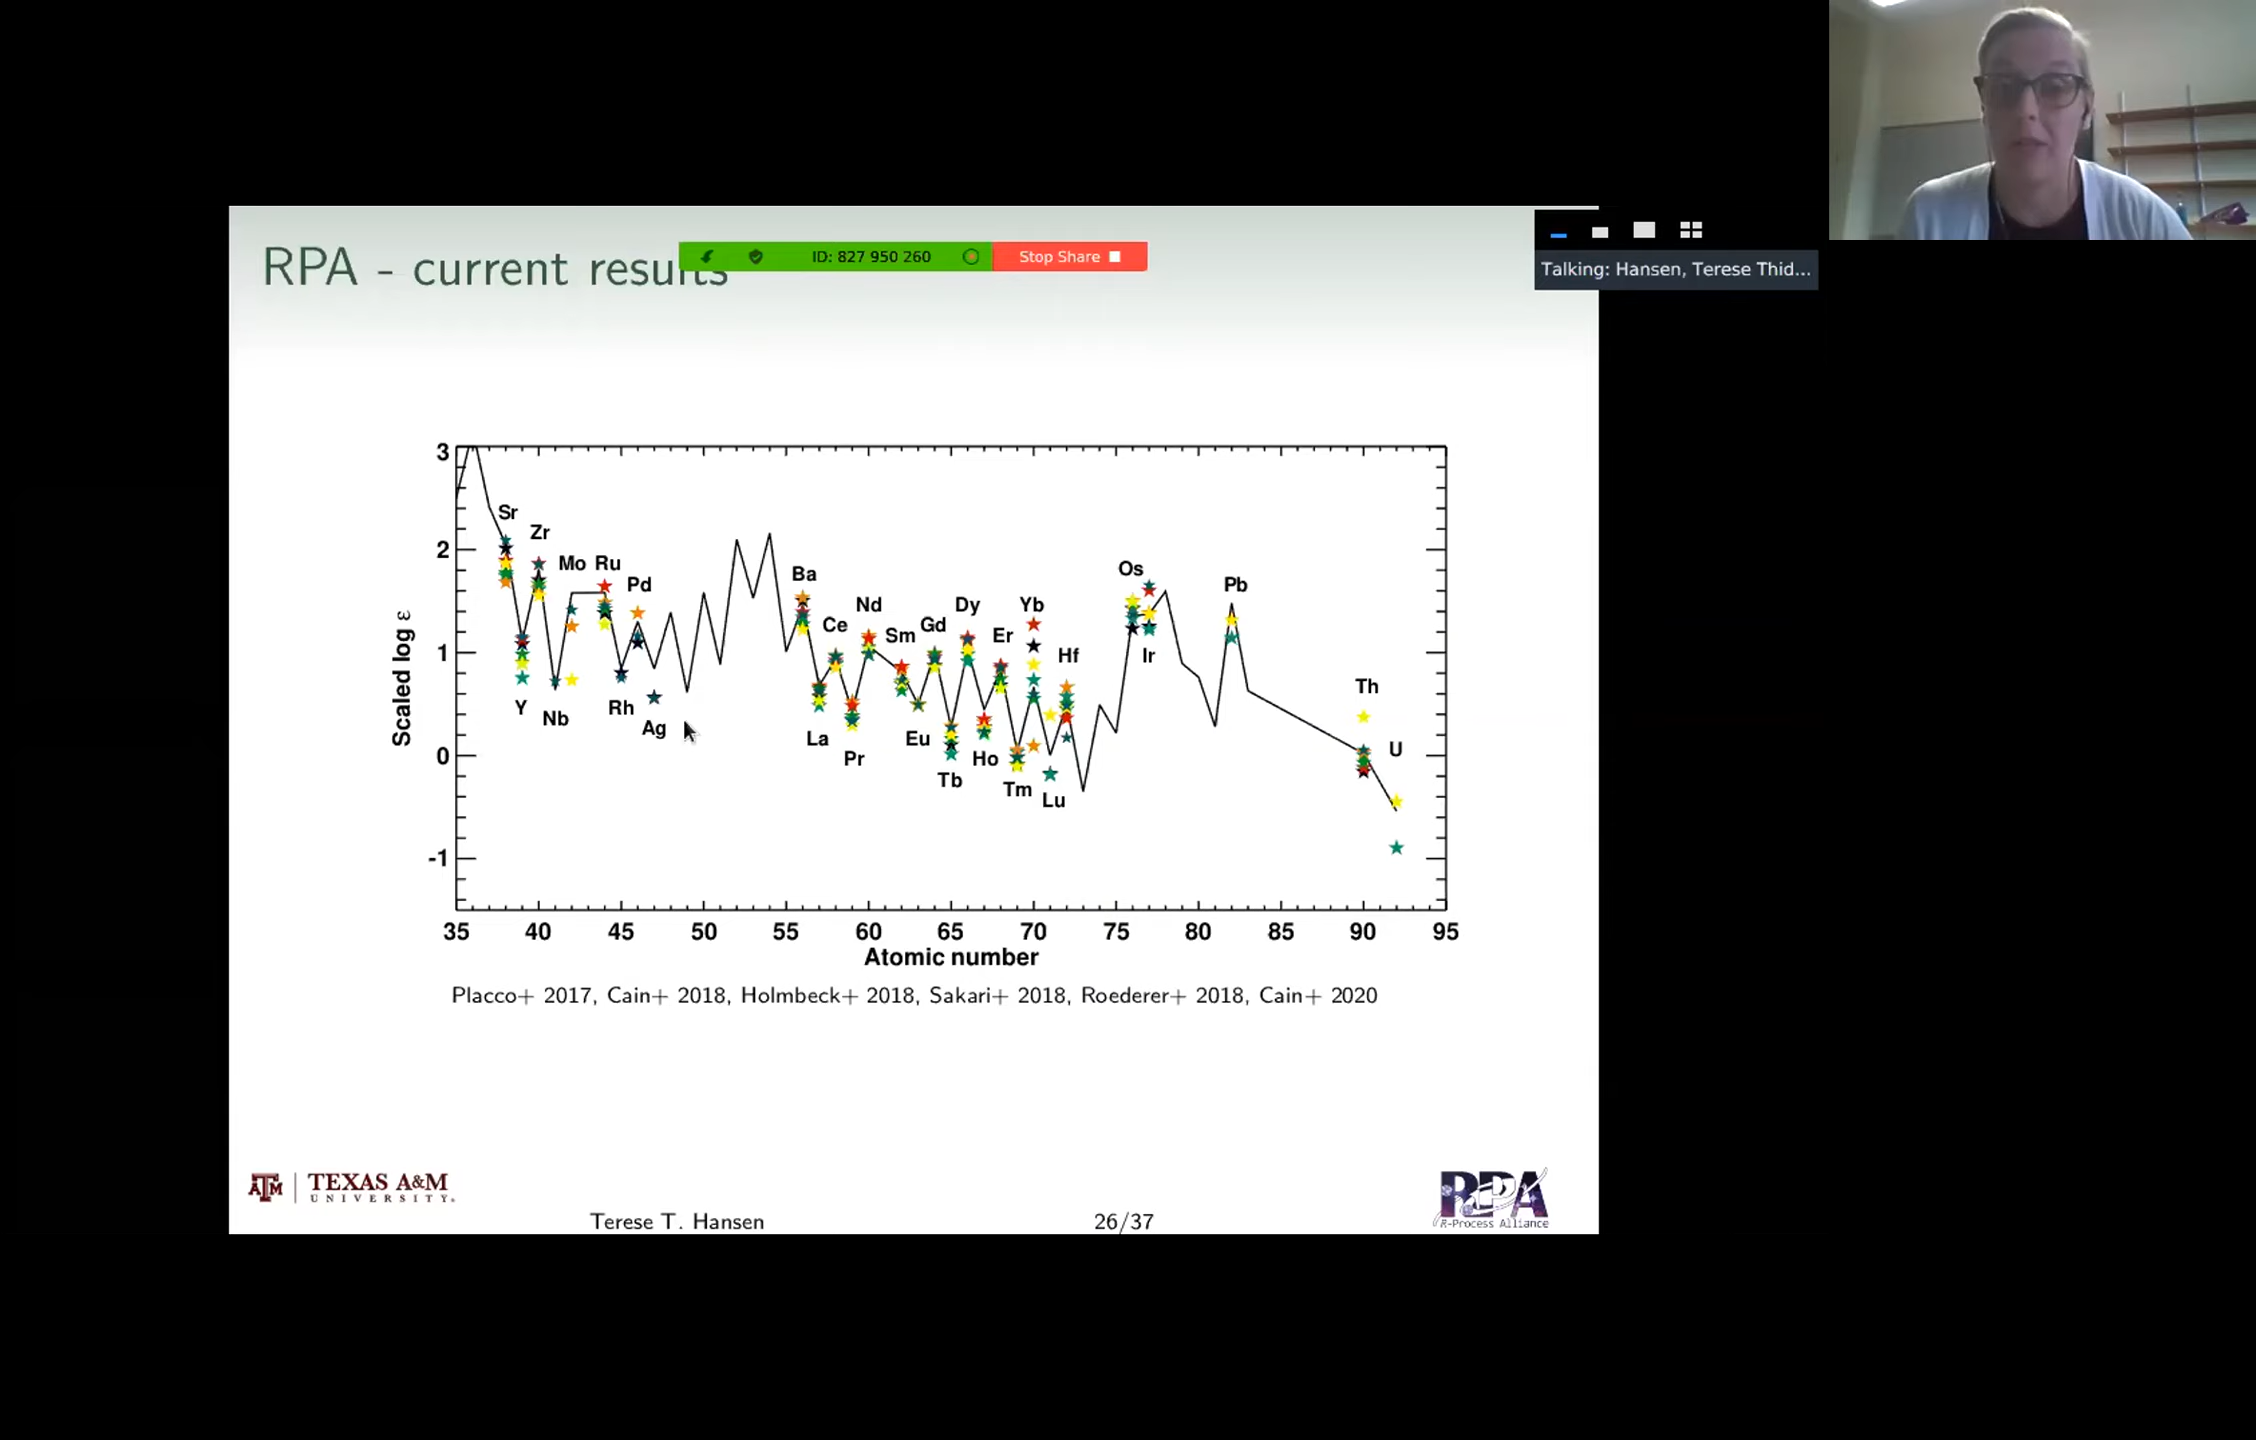 RPA - current results
ID: 827 950 260
Stop Share
Talking: Hansen, Terese Thid...
3
2
1
0
-1
Scaled log ε
Sr
Zr
Mo Ru
Pd
Y
Nb
Rh
Ag
Ba
Ce
Nd
Sm
Gd
Dy
Er
Yb
Hf
La
Pr
Eu
Tb
Ho
Tm
Lu
Os
Ir
Pb
Th
U
35 40 45 50 55 60 65 70 75 80 85 90 95
Atomic number
Placco+ 2017, Cain+ 2018, Holmbeck+ 2018, Sakari+ 2018, Roederer+ 2018, Cain+ 2020
ATM TEXAS A&M
UNIVERSITY.
RPA
R-Process Alliance
Terese T. Hansen 26/37